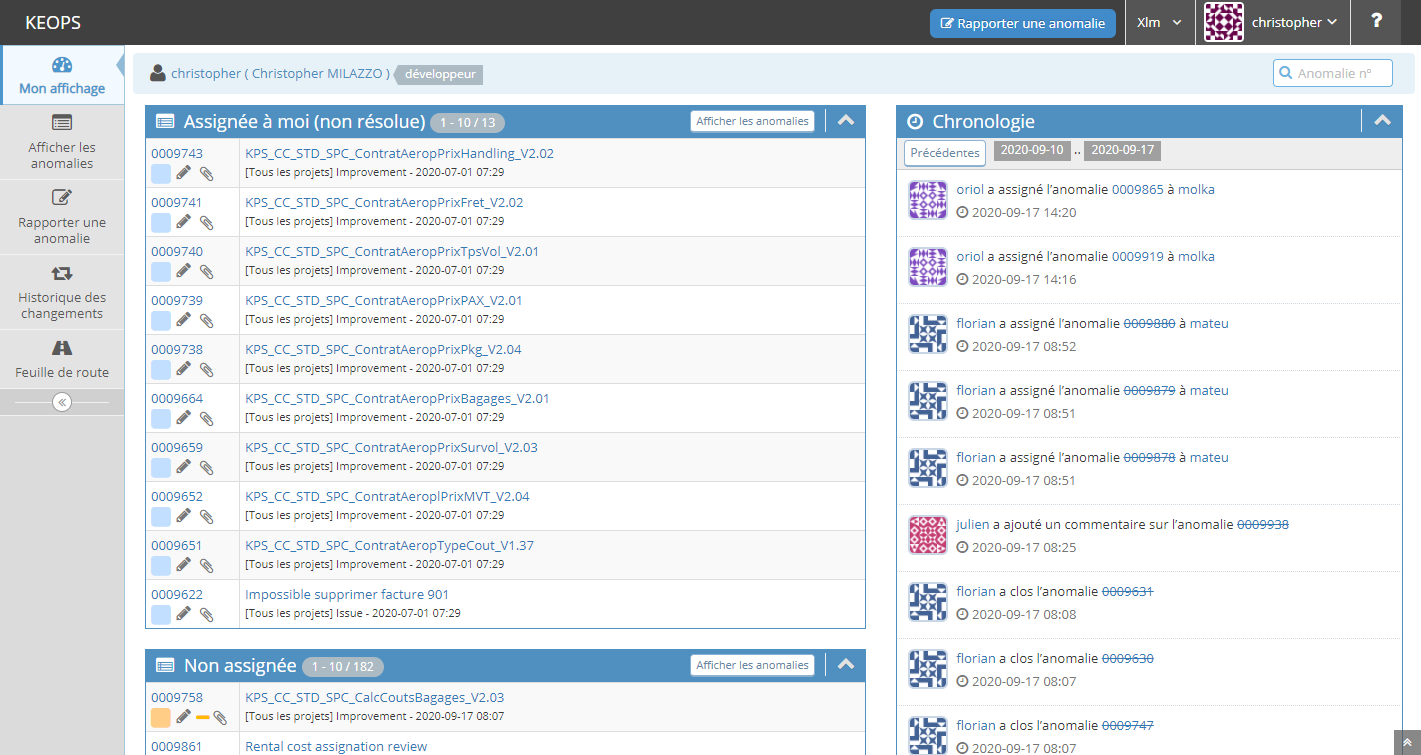 KEOPS
Rapporter une anomalie
Xlm
christopher
?
Mon affichage
Afficher les
anomalies
Rapporter une
anomalie
Historique des
changements
Feuille de route
christopher ( Christopher MILAZZO ) développeur
Anomalie n°
Assignée à moi (non résolue) 1 - 10 / 13
Afficher les anomalies
0009743 KPS_CC_STD_SPC_ContratAeropPrixHandling_V2.02
[Tous les projets] Improvement - 2020-07-01 07:29
0009741 KPS_CC_STD_SPC_ContratAeropPrixFret_V2.02
[Tous les projets] Improvement - 2020-07-01 07:29
0009740 KPS_CC_STD_SPC_ContratAeropPrixTpsVol_V2.01
[Tous les projets] Improvement - 2020-07-01 07:29
0009739 KPS_CC_STD_SPC_ContratAeropPrixPAX_V2.01
[Tous les projets] Improvement - 2020-07-01 07:29
0009738 KPS_CC_STD_SPC_ContratAeropPrixPkg_V2.04
[Tous les projets] Improvement - 2020-07-01 07:29
0009664 KPS_CC_STD_SPC_ContratAeropPrixBagages_V2.01
[Tous les projets] Improvement - 2020-07-01 07:29
0009659 KPS_CC_STD_SPC_ContratAeropPrixSurvol_V2.03
[Tous les projets] Improvement - 2020-07-01 07:29
0009652 KPS_CC_STD_SPC_ContratAeroplPrixMVT_V2.04
[Tous les projets] Improvement - 2020-07-01 07:29
0009651 KPS_CC_STD_SPC_ContratAeropTypeCout_V1.37
[Tous les projets] Improvement - 2020-07-01 07:29
0009622 Impossible supprimer facture 901
[Tous les projets] Issue - 2020-07-01 07:29
Non assignée 1 - 10 / 182
Afficher les anomalies
0009758 KPS_CC_STD_SPC_CalcCoutsBagages_V2.03
[Tous les projets] Improvement - 2020-09-17 08:07
0009861 Rental cost assignation review
Chronologie
Précédentes 2020-09-10 .. 2020-09-17
oriol a assigné l'anomalie 0009865 à molka
2020-09-17 14:20
oriol a assigné l'anomalie 0009919 à molka
2020-09-17 14:16
florian a assigné l'anomalie 0009880 à mateu
2020-09-17 08:52
florian a assigné l'anomalie 0009879 à mateu
2020-09-17 08:51
florian a assigné l'anomalie 0009878 à mateu
2020-09-17 08:51
julien a ajouté un commentaire sur l'anomalie 0009938
2020-09-17 08:25
florian a clos l'anomalie 0009631
2020-09-17 08:08
florian a clos l'anomalie 0009630
2020-09-17 08:07
florian a clos l'anomalie 0009747
2020-09-17 08:07